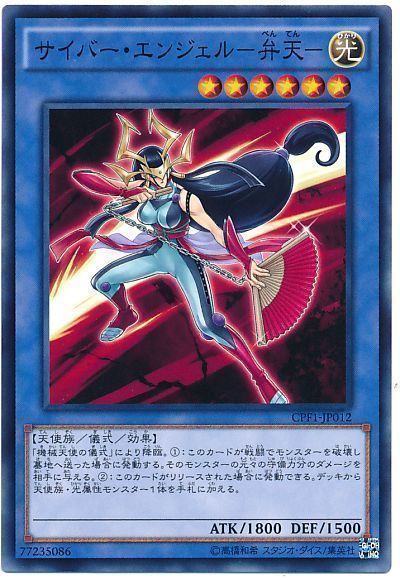 サイバー・エンジェル－弁天－
光
CPF1-JP012
【天使族／儀式／効果】
「機械天使の儀式」により降臨。①：このカードが戦闘でモンスターを破壊し
墓地へ送った場合に発動する。そのモンスターの元々の守備力分のダメージを
相手に与える。②：このカードがリリースされた場合に発動できる。デッキから
天使族・光属性モンスター１体を手札に加える。
ATK/1800 DEF/1500
77235086
©高橋和希 スタジオ・ダイス/集英社